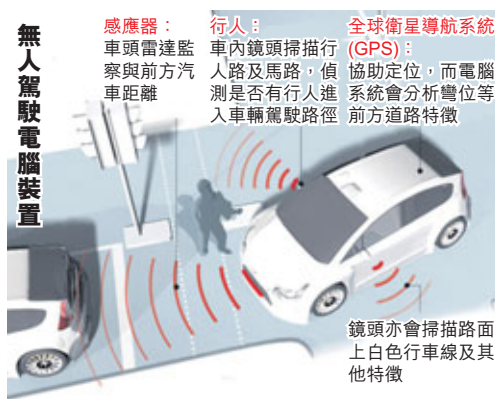 無人駕駛電腦裝置
感應器：
車頭雷達監
察與前方汽
車距離
行人：
車內鏡頭掃描行
人路及馬路，偵
測是否有行人進
入車輛駕駛路徑
全球衛星導航系統
(GPS)：
協助定位，而電腦
系統會分析彎位等
前方道路特徵
鏡頭亦會掃描路面
上白色行車線及其
他特徵